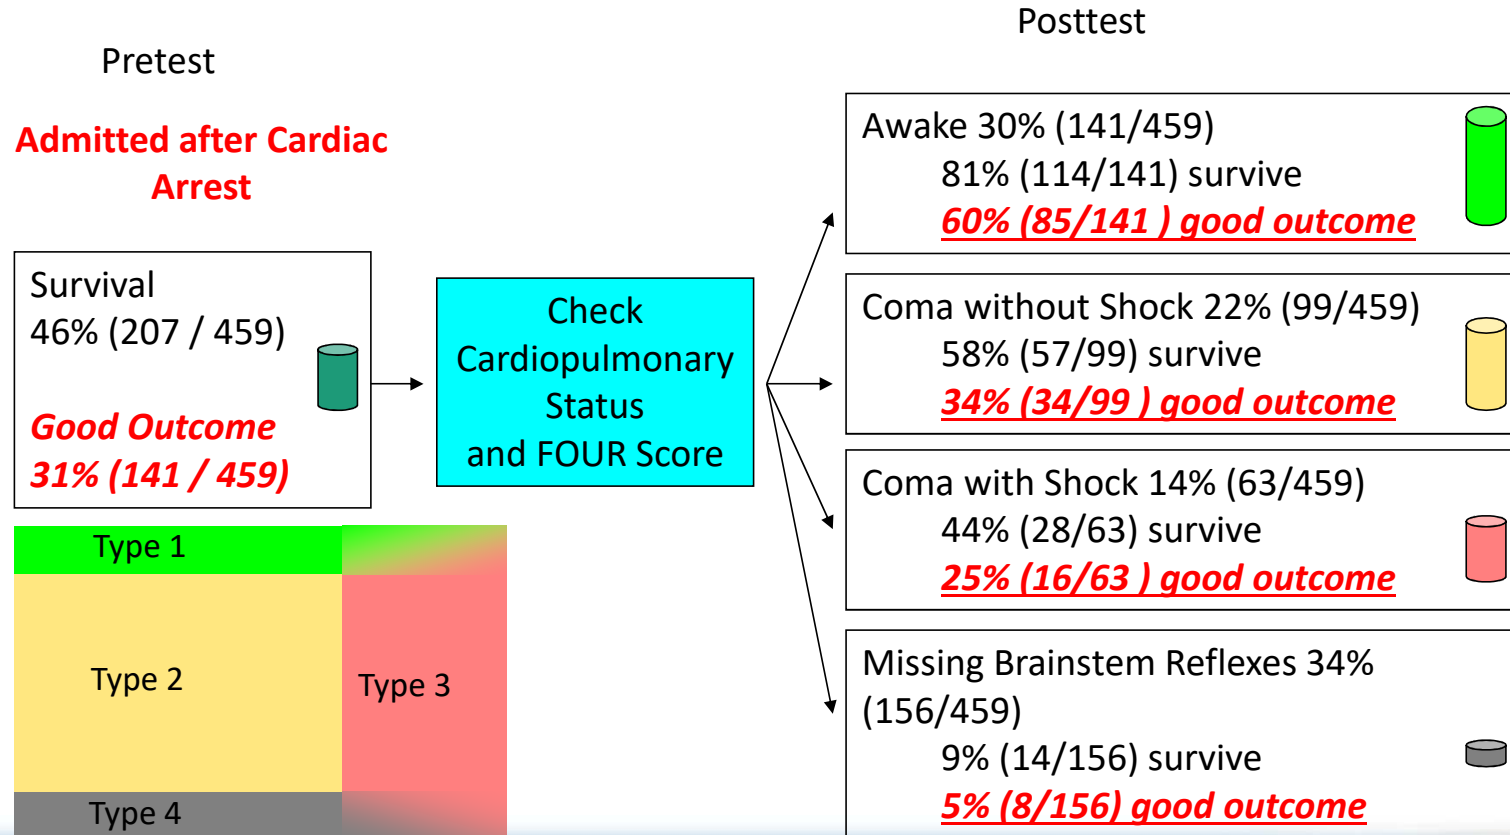 Pretest
Admitted after Cardiac
Arrest
Survival
46% (207 / 459)
Good Outcome
31% (141 / 459)
Type 1
Type 2
Type 3
Type 4
Check
Cardiopulmonary
Status
and FOUR Score
Posttest
Awake 30% (141/459)
81% (114/141) survive
60% (85/141 ) good outcome
Coma without Shock 22% (99/459)
58% (57/99) survive
34% (34/99 ) good outcome
Coma with Shock 14% (63/459)
44% (28/63) survive
25% (16/63 ) good outcome
Missing Brainstem Reflexes 34%
(156/459)
9% (14/156) survive
5% (8/156) good outcome